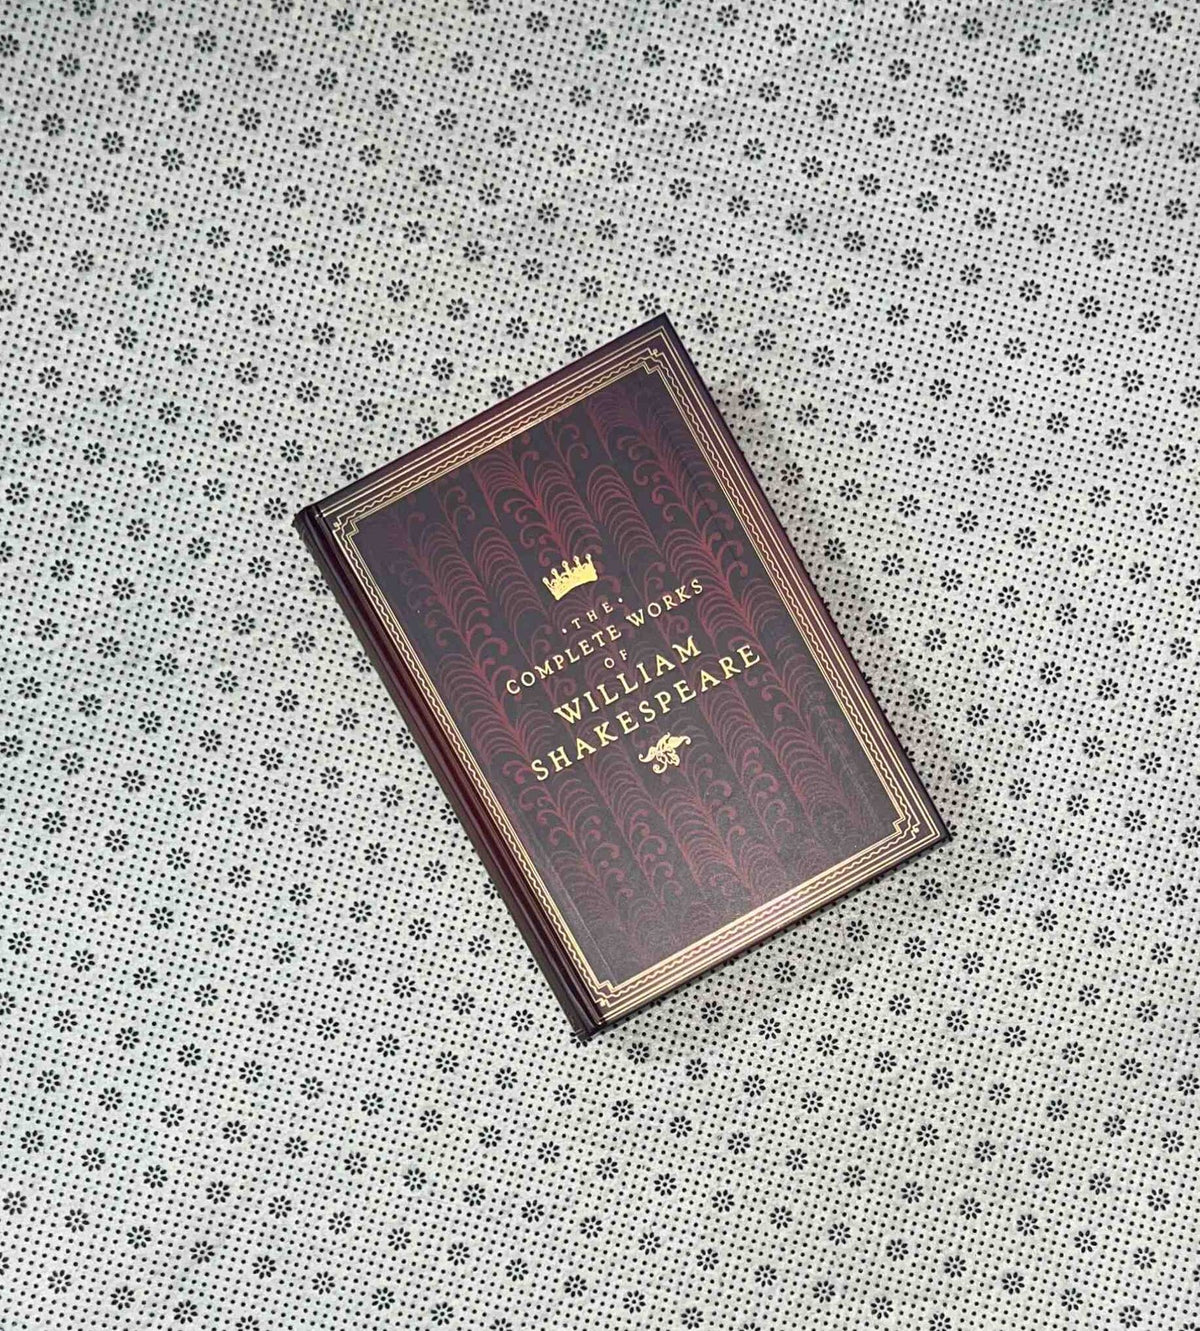 · THE ·
COMPLETE WORKS
OF
WILLIAM
SHAKESPEARE